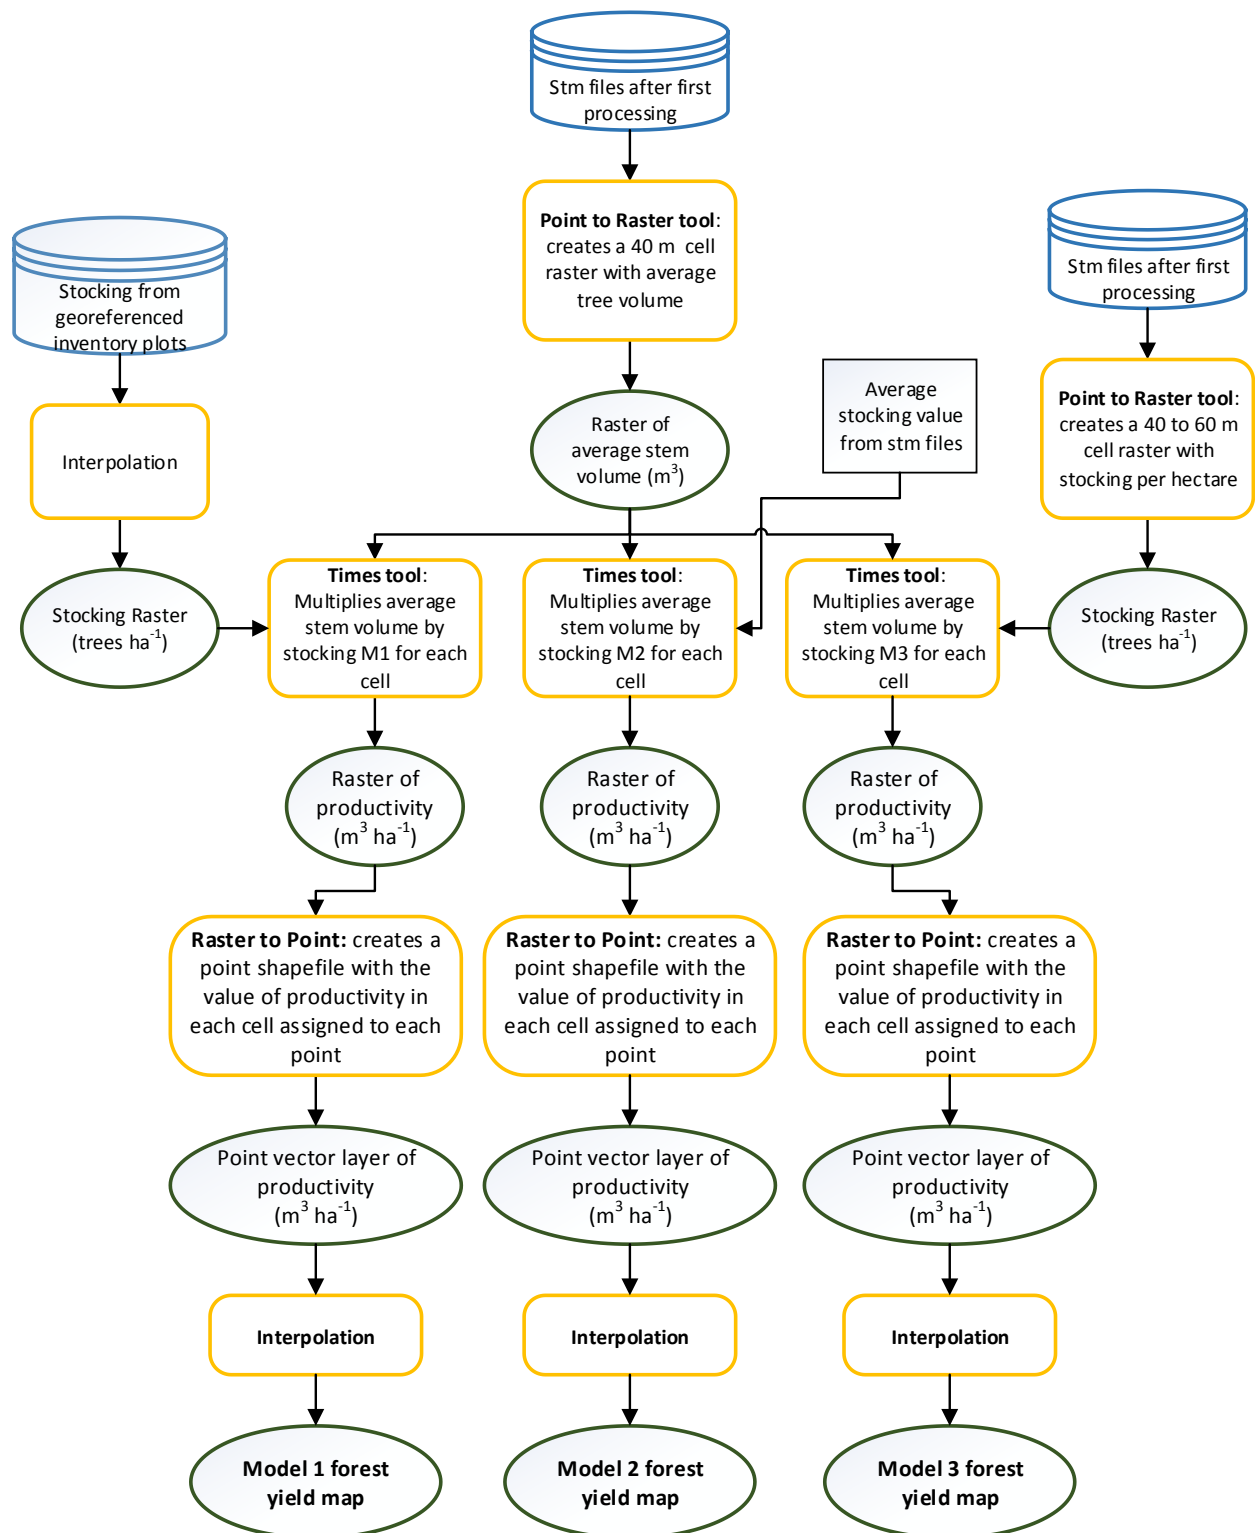 Stm files after first
processing
Point to Raster tool:
creates a 40 m cell
raster with average
tree volume
Stocking from
georeferenced
inventory plots
Stm files after first
processing
Interpolation
Raster of
average stem
volume (m³)
Average
stocking value
from stm files
Point to Raster tool:
creates a 40 to 60 m
cell raster with
stocking per hectare
Stocking Raster
(trees ha⁻¹)
Times tool:
Multiplies average
stem volume by
stocking M1 for each
cell
Times tool:
Multiplies average
stem volume by
stocking M2 for each
cell
Times tool:
Multiplies average
stem volume by
stocking M3 for each
cell
Stocking Raster
(trees ha⁻¹)
Raster of
productivity
(m³ ha⁻¹)
Raster of
productivity
(m³ ha⁻¹)
Raster of
productivity
(m³ ha⁻¹)
Raster to Point: creates a
point shapefile with the
value of productivity in
each cell assigned to each
point
Raster to Point: creates a
point shapefile with the
value of productivity in
each cell assigned to each
point
Raster to Point: creates a
point shapefile with the
value of productivity in
each cell assigned to each
point
Point vector layer of
productivity
(m³ ha⁻¹)
Point vector layer of
productivity
(m³ ha⁻¹)
Point vector layer of
productivity
(m³ ha⁻¹)
Interpolation
Interpolation
Interpolation
Model 1 forest
yield map
Model 2 forest
yield map
Model 3 forest
yield map